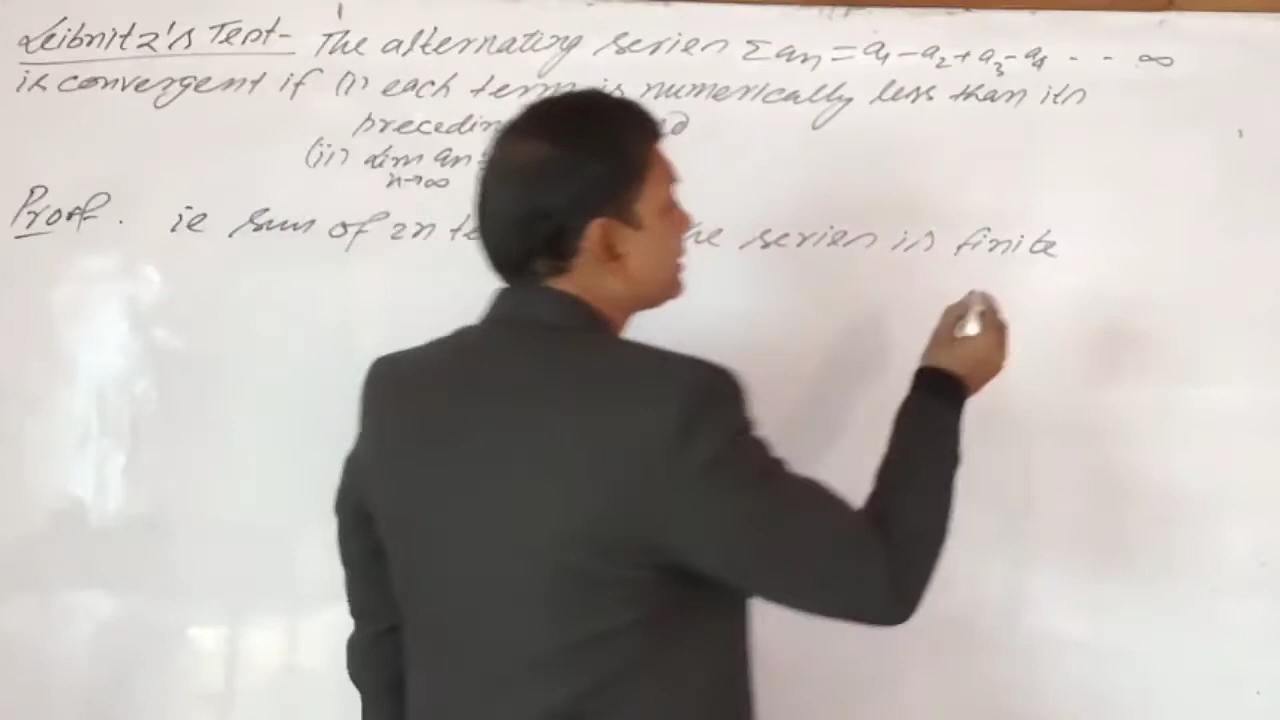 Leibnitz's Test- The alternating series Σan = a1 - a2 + a3 - a4 - - - ∞
is convergent if (i) each term is numerically less than its
(ii) lim an
n→∞
Proof. ie sum of 2n series is finite